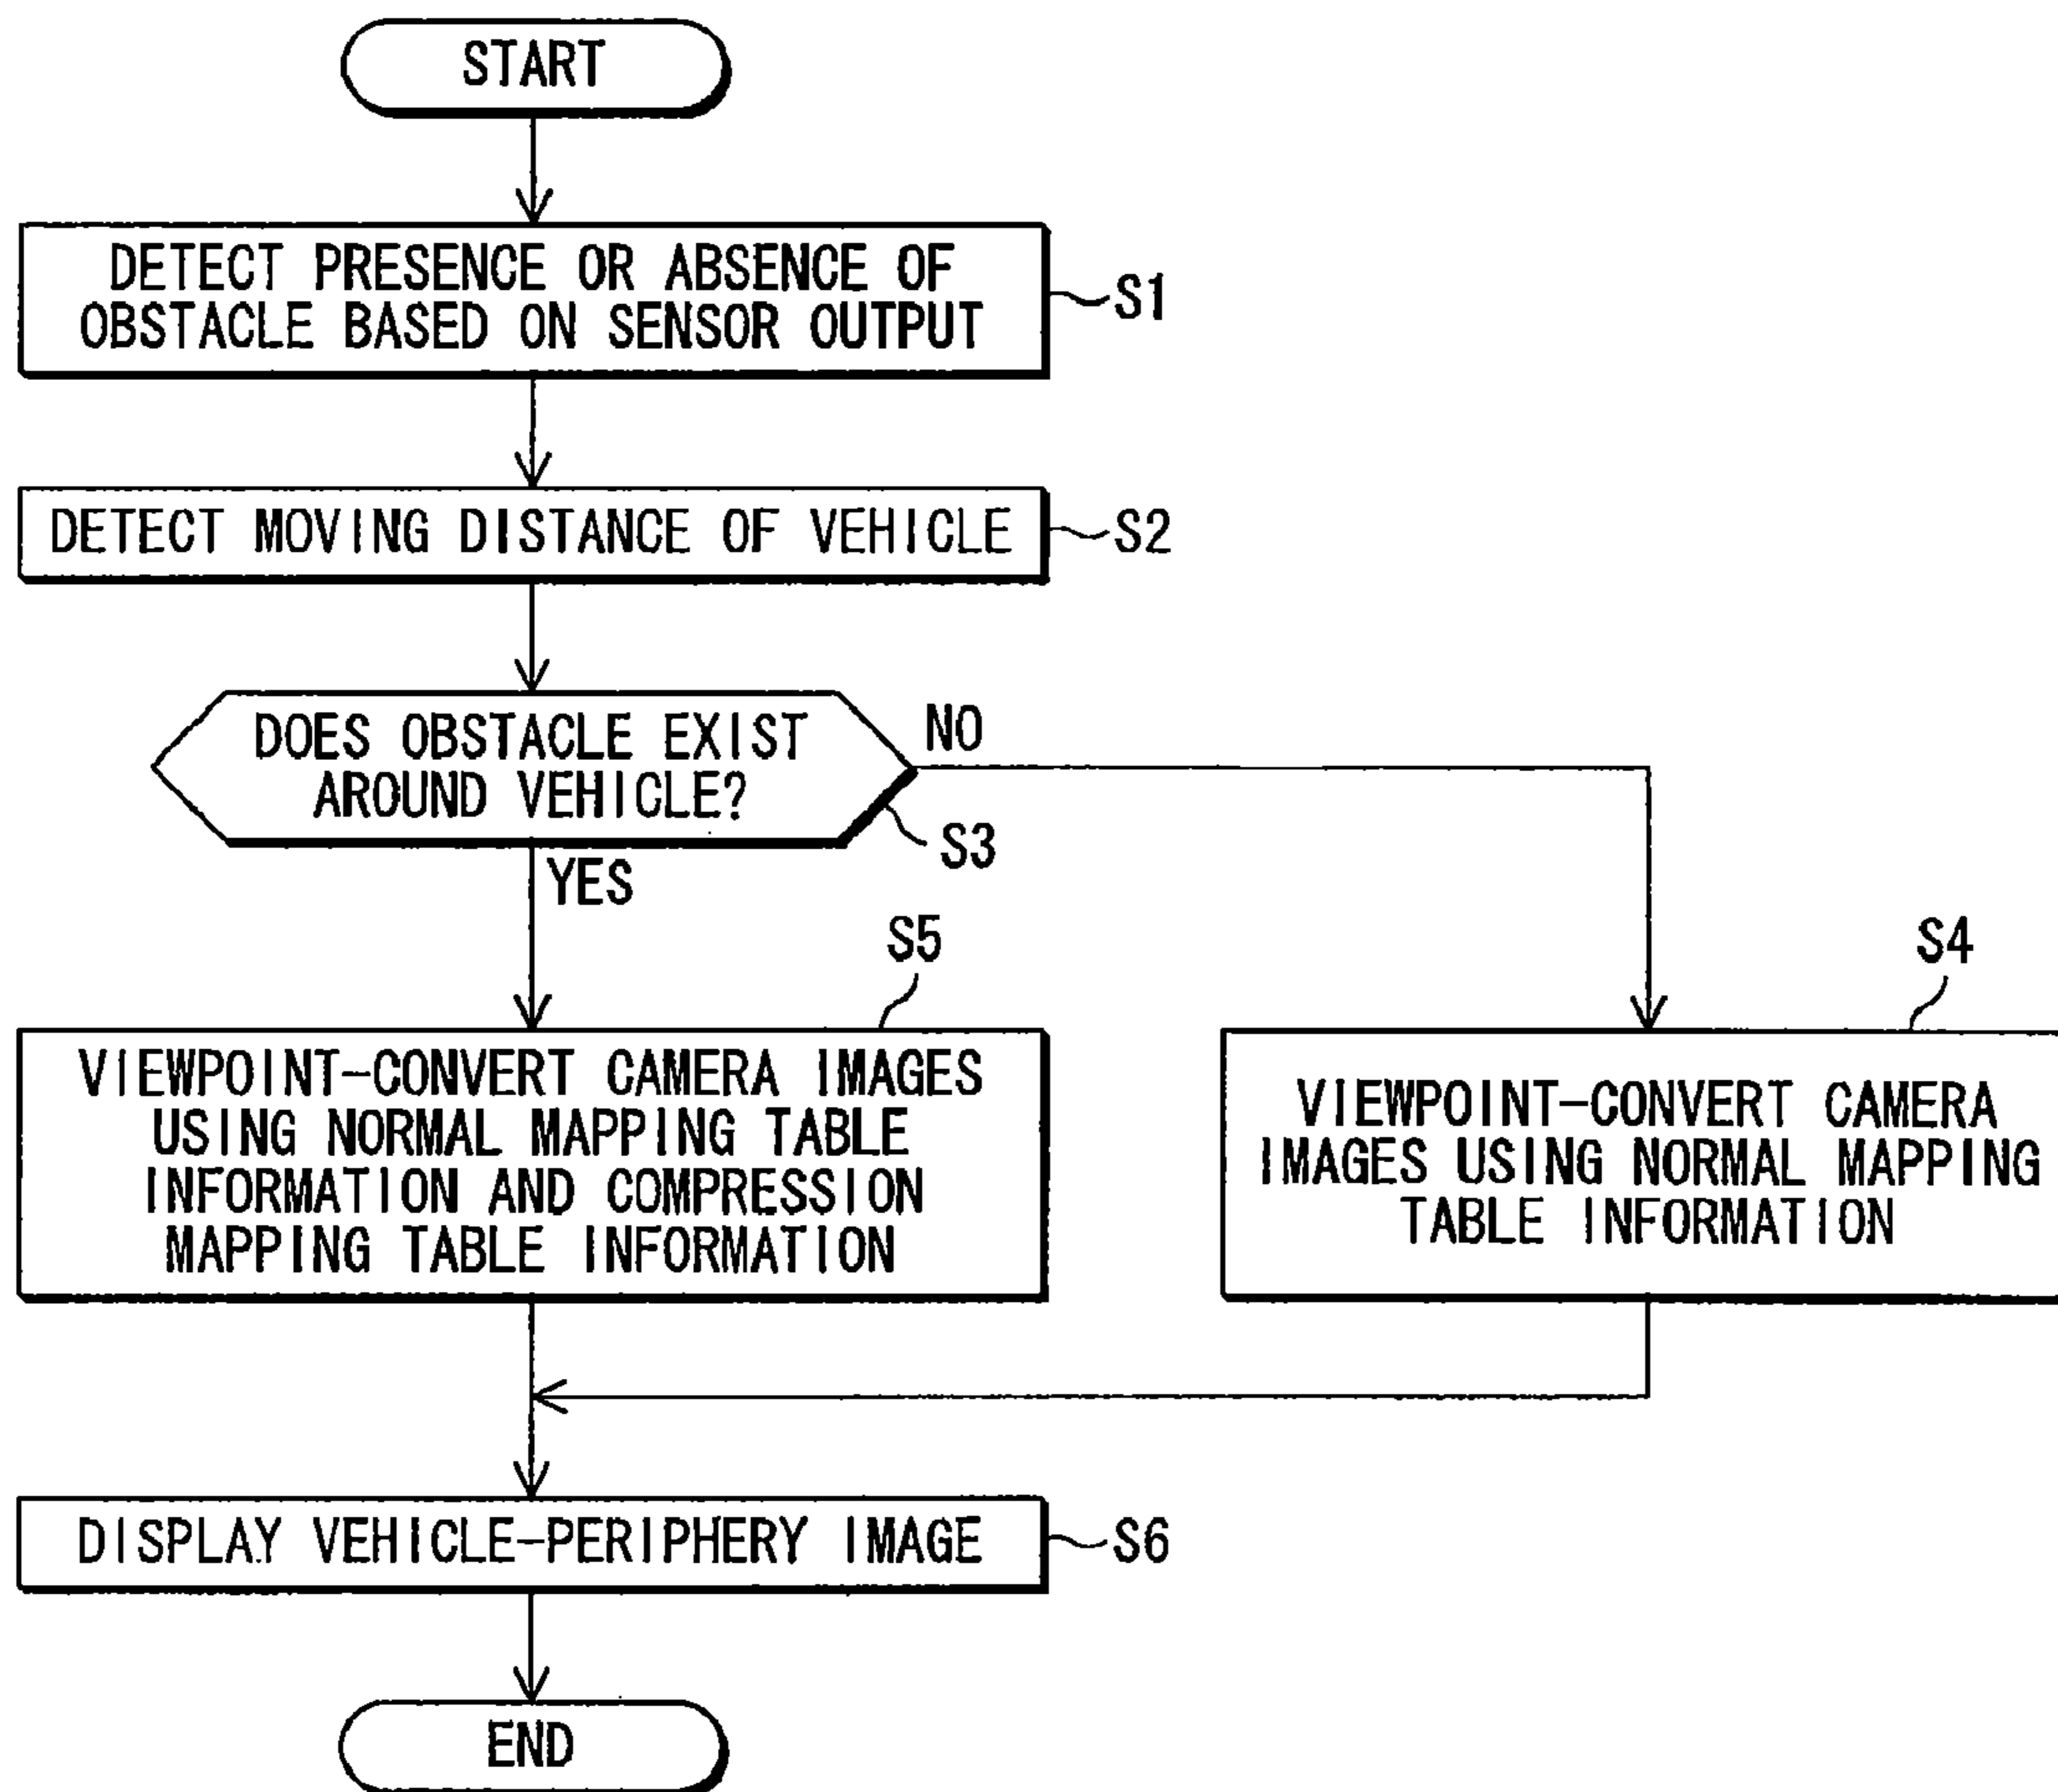 START
DETECT PRESENCE OR ABSENCE OF
OBSTACLE BASED ON SENSOR OUTPUT
S1
DETECT MOVING DISTANCE OF VEHICLE
S2
DOES OBSTACLE EXIST
AROUND VEHICLE?
NO
S3
YES
S5
VIEWPOINT-CONVERT CAMERA IMAGES
USING NORMAL MAPPING TABLE
INFORMATION AND COMPRESSION
MAPPING TABLE INFORMATION
S4
VIEWPOINT-CONVERT CAMERA
IMAGES USING NORMAL MAPPING
TABLE INFORMATION
DISPLAY VEHICLE-PERIPHERY IMAGE
S6
END